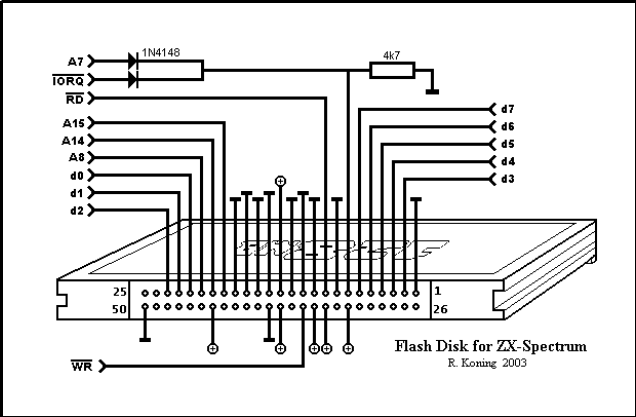 1N4148
A7
4k7
IORQ
RD
d7
A15
d6
A14
d5
A8
d4
d0
d3
d1
d2
25
1
50
26
WR
Flash Disk for ZX-Spectrum
R. Koning 2003